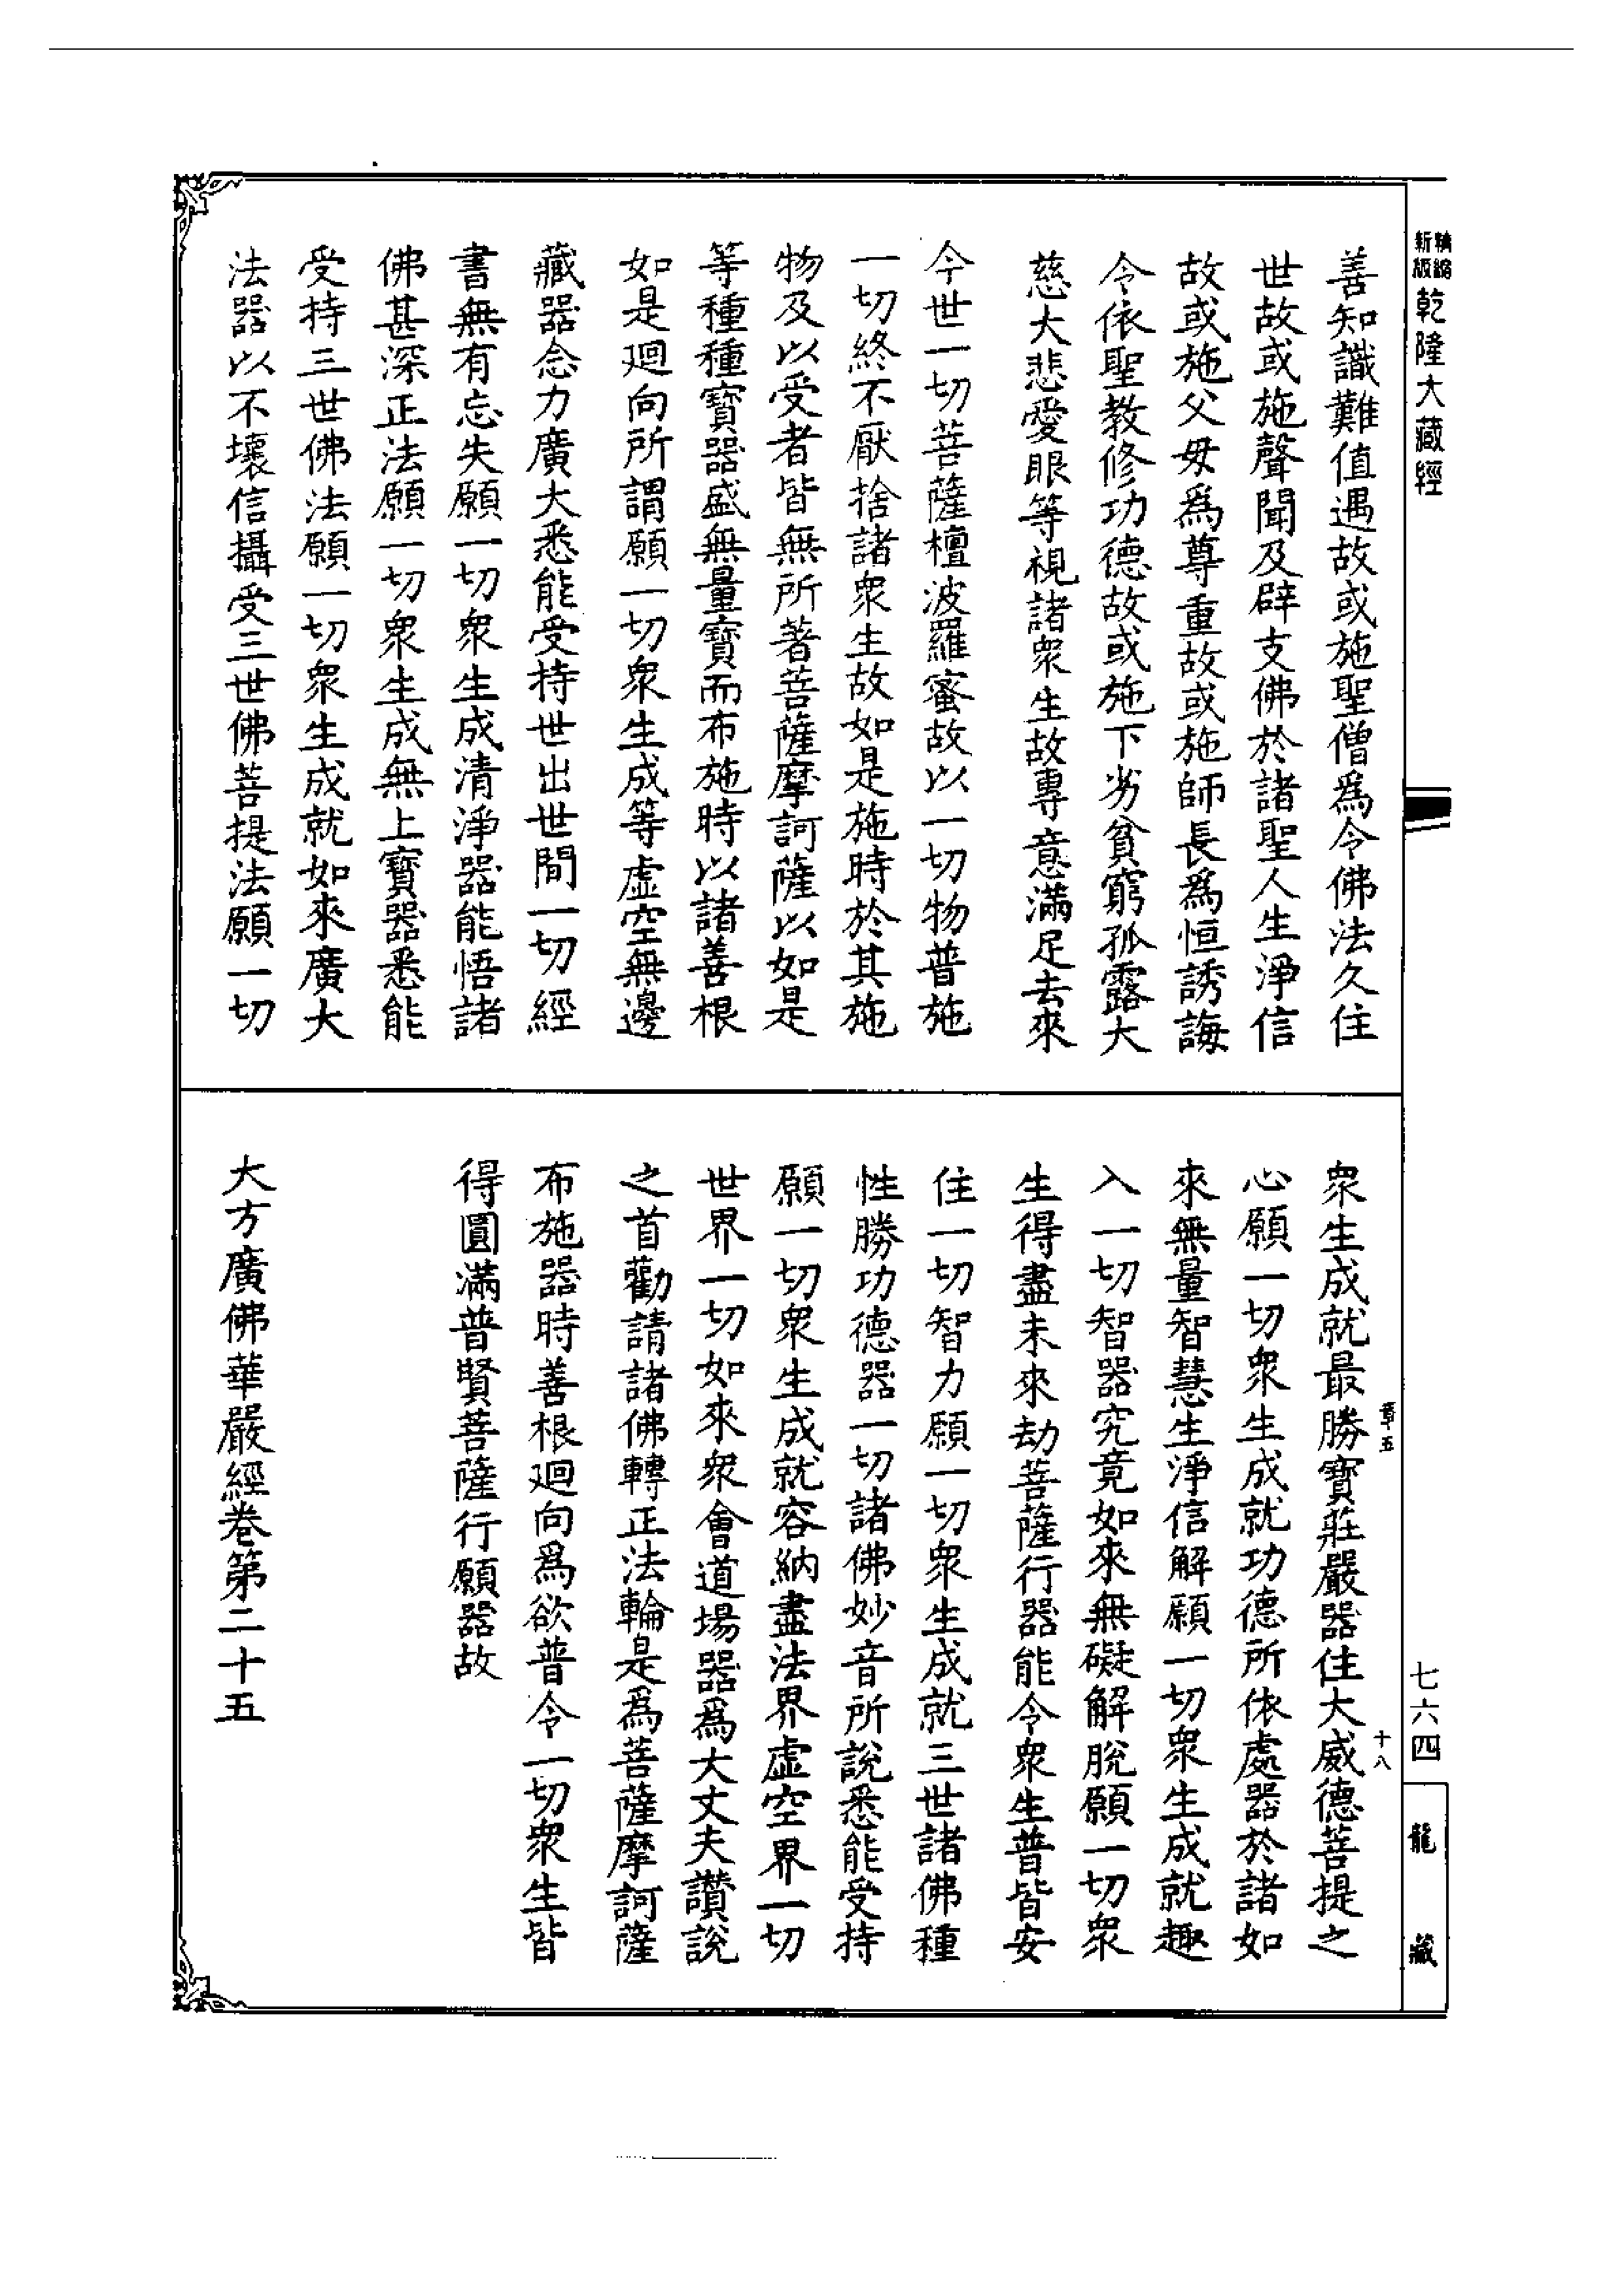 精縮新版乾隆大藏經
善知識難值遇故或施聖僧爲令佛法久住
世故或施聲聞及辟支佛於諸聖人生淨信
故或施父母爲尊重故或施師長爲恒誘誨
令依聖教修功德故或施下劣貧窮孤露大
慈大悲愛眼等視諸衆生故專意滿足去來
今世一切菩薩檀波羅蜜故以一切物普施
一切終不厭捨諸衆生故如是施時於其施
物及以受者皆無所著菩薩摩訶薩以如是
等種種寶器盛無量寶而布施時以諸善根
如是迴向所謂願一切衆生成等虛空無邊
藏器念力廣大悉能受持世出世間一切經
書無有忘失願一切衆生成清淨器能悟諸
佛甚深正法願一切衆生成無上寶器悉能
受持三世佛法願一切衆生成就如來廣大
法器以不壞信攝受三世佛菩提法願一切
章五
十八
衆生成就最勝寶莊嚴器住大威德菩提之
心願一切衆生成就功德所依處器於諸如
來無量智慧生淨信解願一切衆生成就趣
入一切智器究竟如來無礙解脫願一切衆
生得盡未來劫菩薩行器能令衆生普皆安
住一切智力願一切衆生成就三世諸佛種
性勝功德器一切諸佛妙音所說悉能受持
願一切衆生成就容納盡法界虛空界一切
世界一切如來衆會道場器爲大丈夫讚說
之首勸請諸佛轉正法輪是爲菩薩摩訶薩
布施器時善根迴向爲欲普令一切衆生皆
得圓滿普賢菩薩行願器故
大方廣佛華嚴經卷第二十五
七六四
龍藏